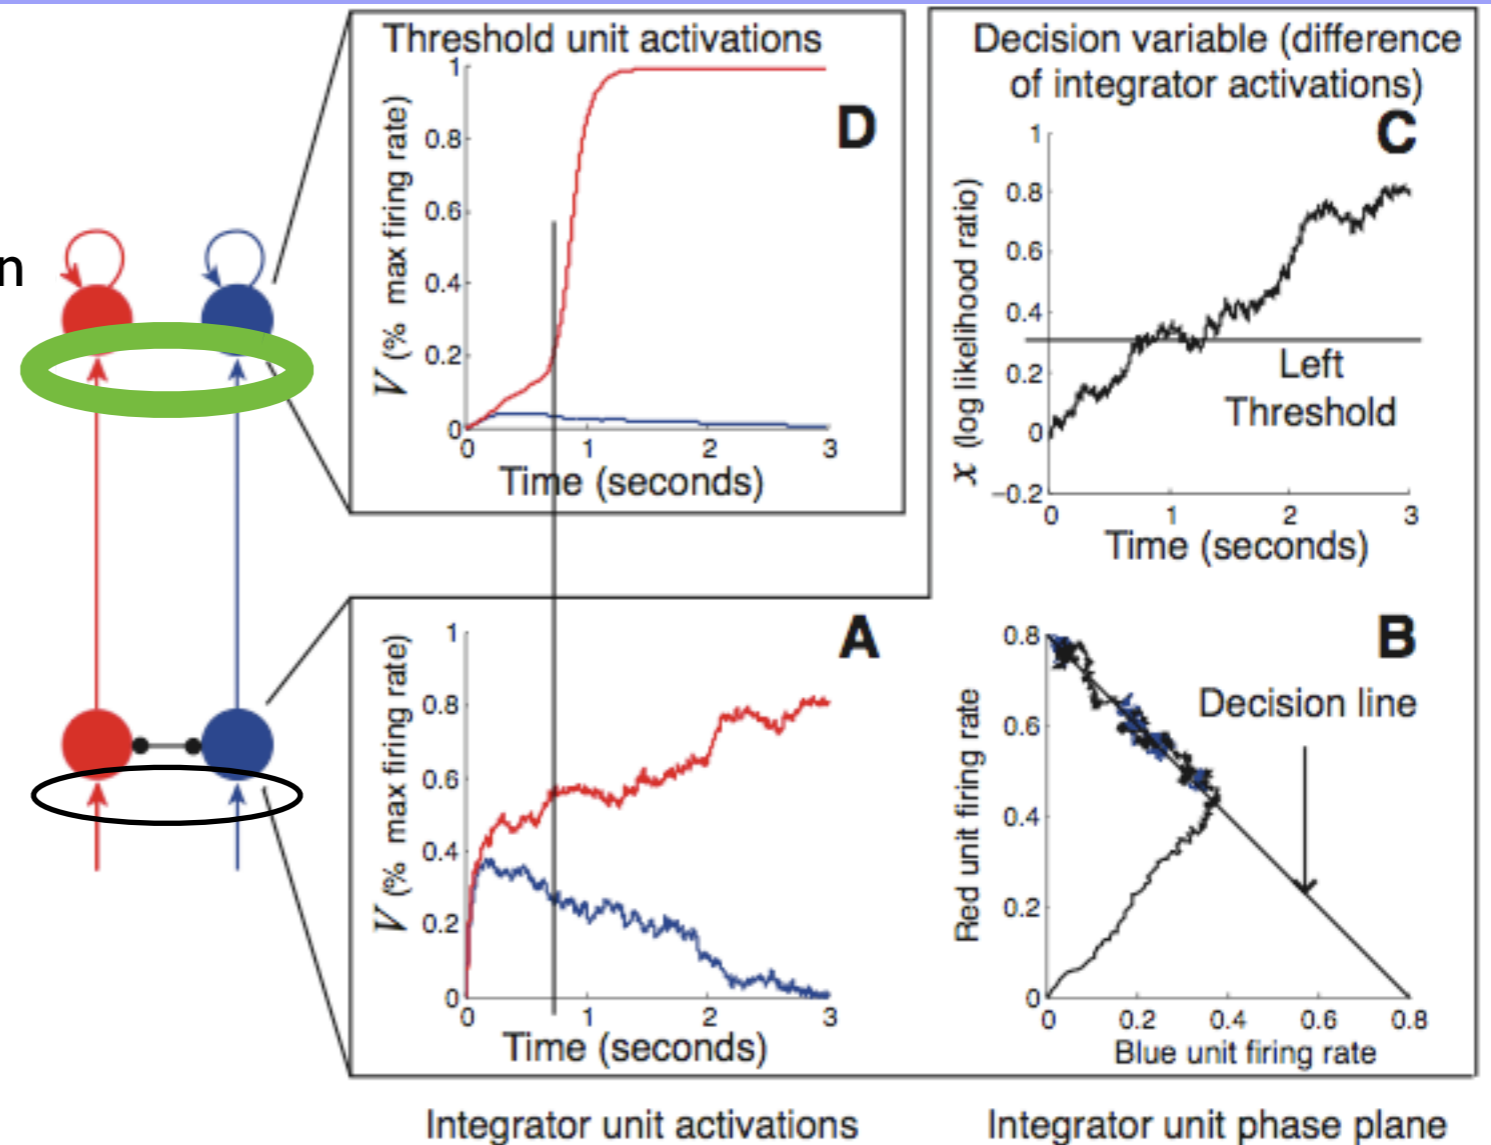 n
Threshold unit activations
D
V (% max firing rate)
1
0.8
0.6
0.4
0.2
0
0 1 2 3
Time (seconds)
Decision variable (difference
of integrator activations)
C
x (log likelihood ratio)
1
0.8
0.6
0.4
0.2
0
−0.2
Left
Threshold
0 1 2 3
Time (seconds)
A
V (% max firing rate)
1
0.8
0.6
0.4
0.2
0
0 1 2 3
Time (seconds)
B
Red unit firing rate
0.8
0.6
0.4
0.2
0
Decision line
0 0.2 0.4 0.6 0.8
Blue unit firing rate
Integrator unit activations
Integrator unit phase plane